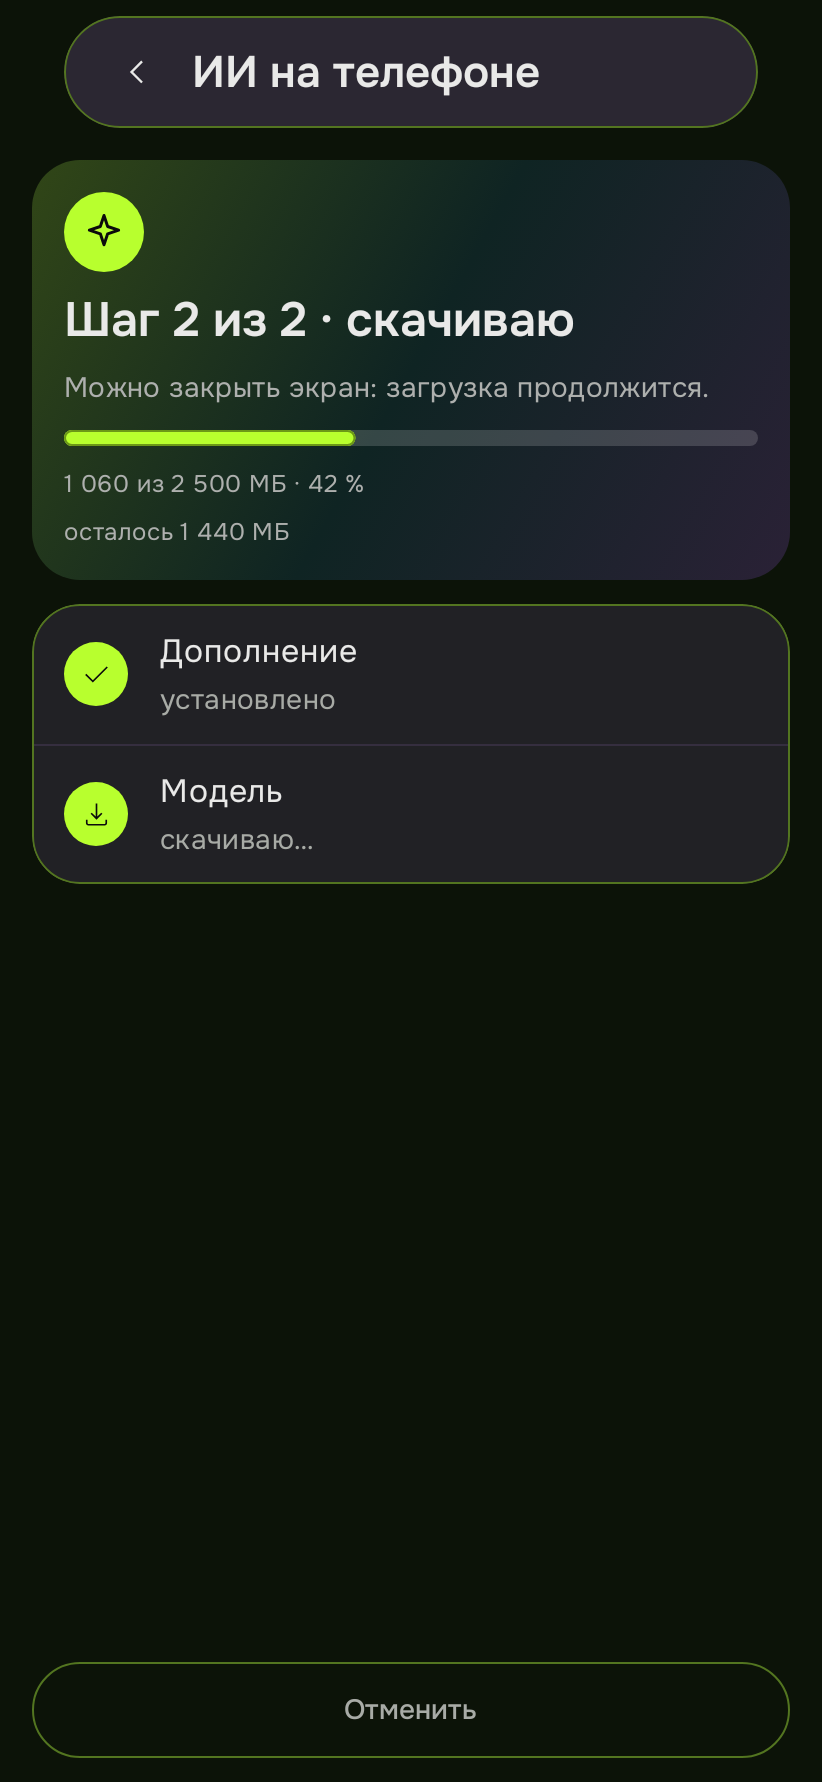 ИИ на телефоне
Шаг 2 из 2 · скачиваю
Можно закрыть экран: загрузка продолжится.
1 060 из 2 500 МБ · 42 %
осталось 1 440 МБ
Дополнение
установлено
Модель
скачиваю...
Отменить